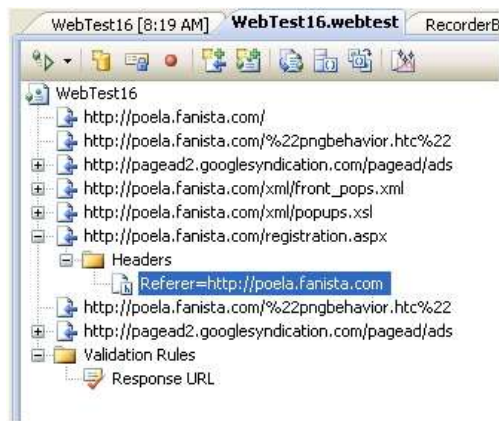 WebTest16 [8:19 AM] WebTest16.webtest RecorderB
WebTest16
http://poela.fanista.com/
http://poela.fanista.com/%22pngbehavior.htc%22
http://pagead2.googlesyndication.com/pagead/ads
http://poela.fanista.com/xml/front_pops.xml
http://poela.fanista.com/xml/popups.xsl
http://poela.fanista.com/registration.aspx
Headers
Referer=http://poela.fanista.com
http://poela.fanista.com/%22pngbehavior.htc%22
http://pagead2.googlesyndication.com/pagead/ads
Validation Rules
Response URL